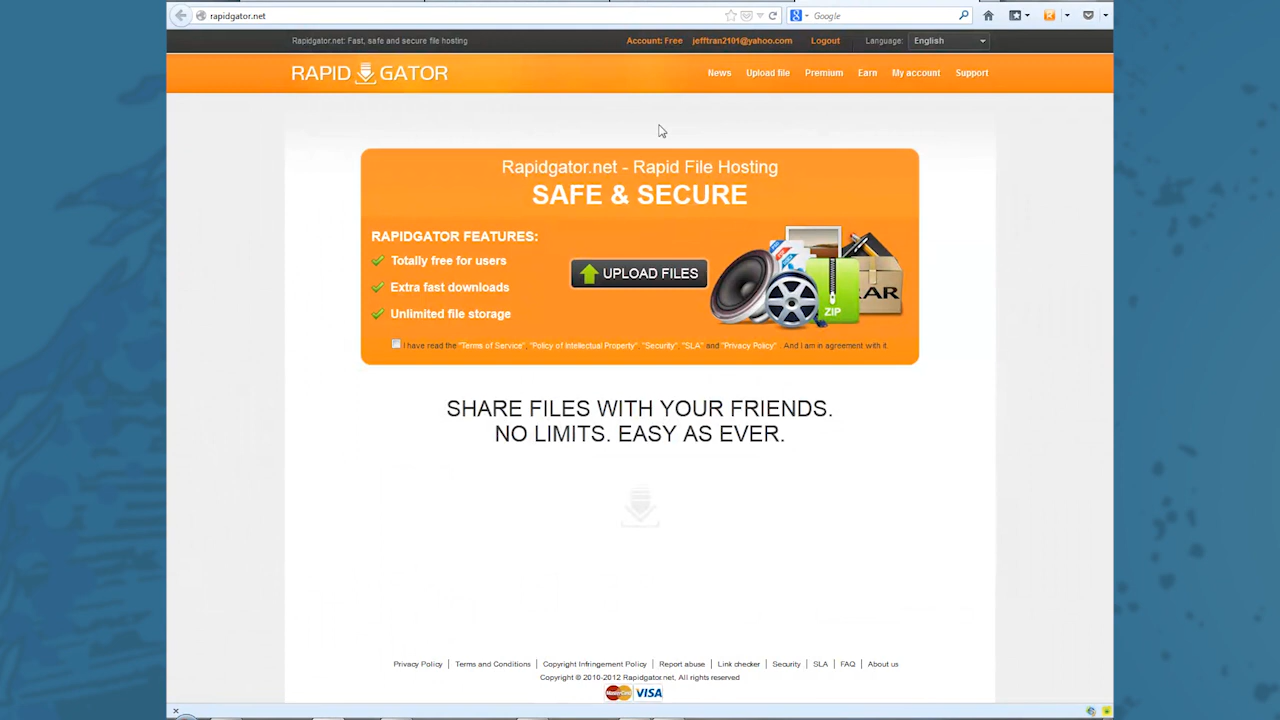 rapidgator.net
Google
Rapidgator.net: Fast, safe and secure file hosting
Account: Free jefftran2101@yahoo.com Logout Language: English
RAPID GATOR
News Upload file Premium Earn My account Support
Rapidgator.net - Rapid File Hosting
SAFE & SECURE
RAPIDGATOR FEATURES:
Totally free for users
Extra fast downloads
Unlimited file storage
UPLOAD FILES
ZIP
I have read the "Terms of Service", "Policy of Intellectual Property", "Security", "SLA" and "Privacy Policy". And I am in agreement with it.
SHARE FILES WITH YOUR FRIENDS.
NO LIMITS. EASY AS EVER.
Privacy Policy | Terms and Conditions | Copyright Infringement Policy | Report abuse | Link checker | Security | SLA | FAQ | About us
Copyright © 2010-2012 Rapidgator.net, All rights reserved
MasterCard VISA